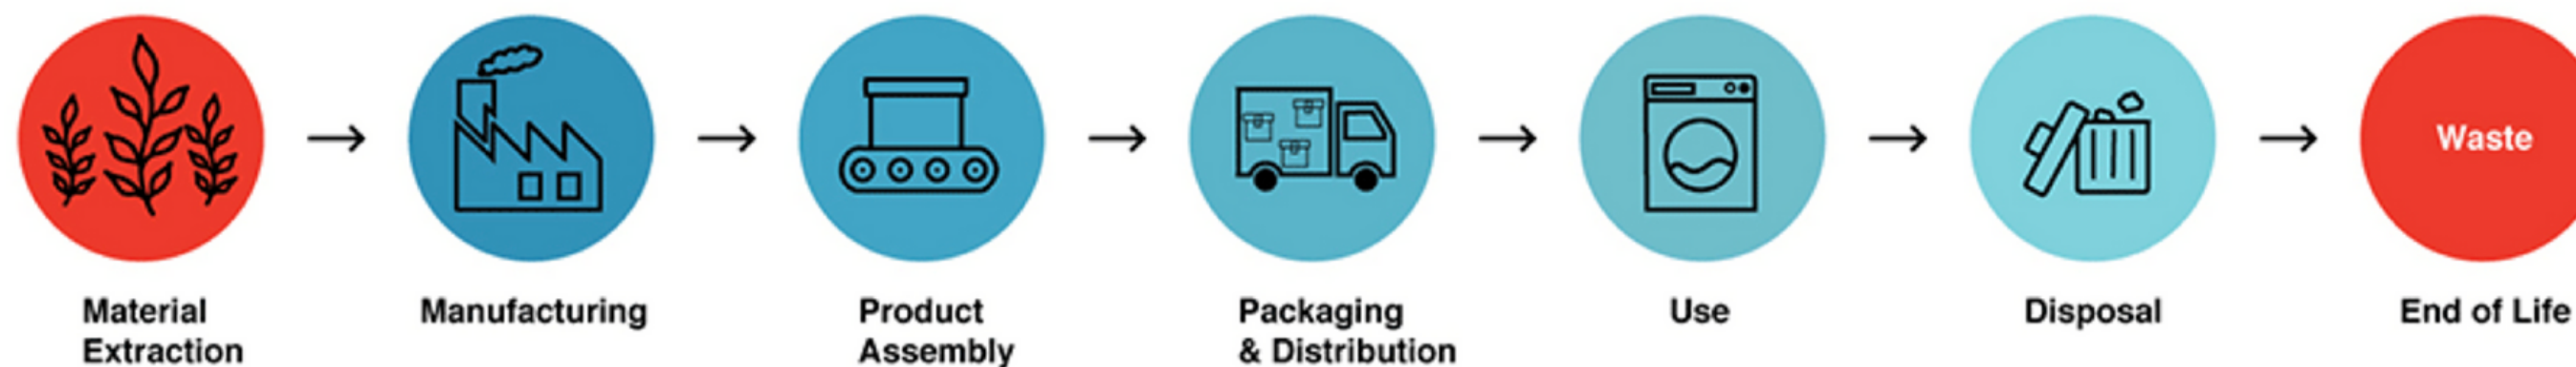 Waste
Material
Extraction
Manufacturing
Product
Assembly
Packaging
& Distribution
Use
Disposal
End of Life